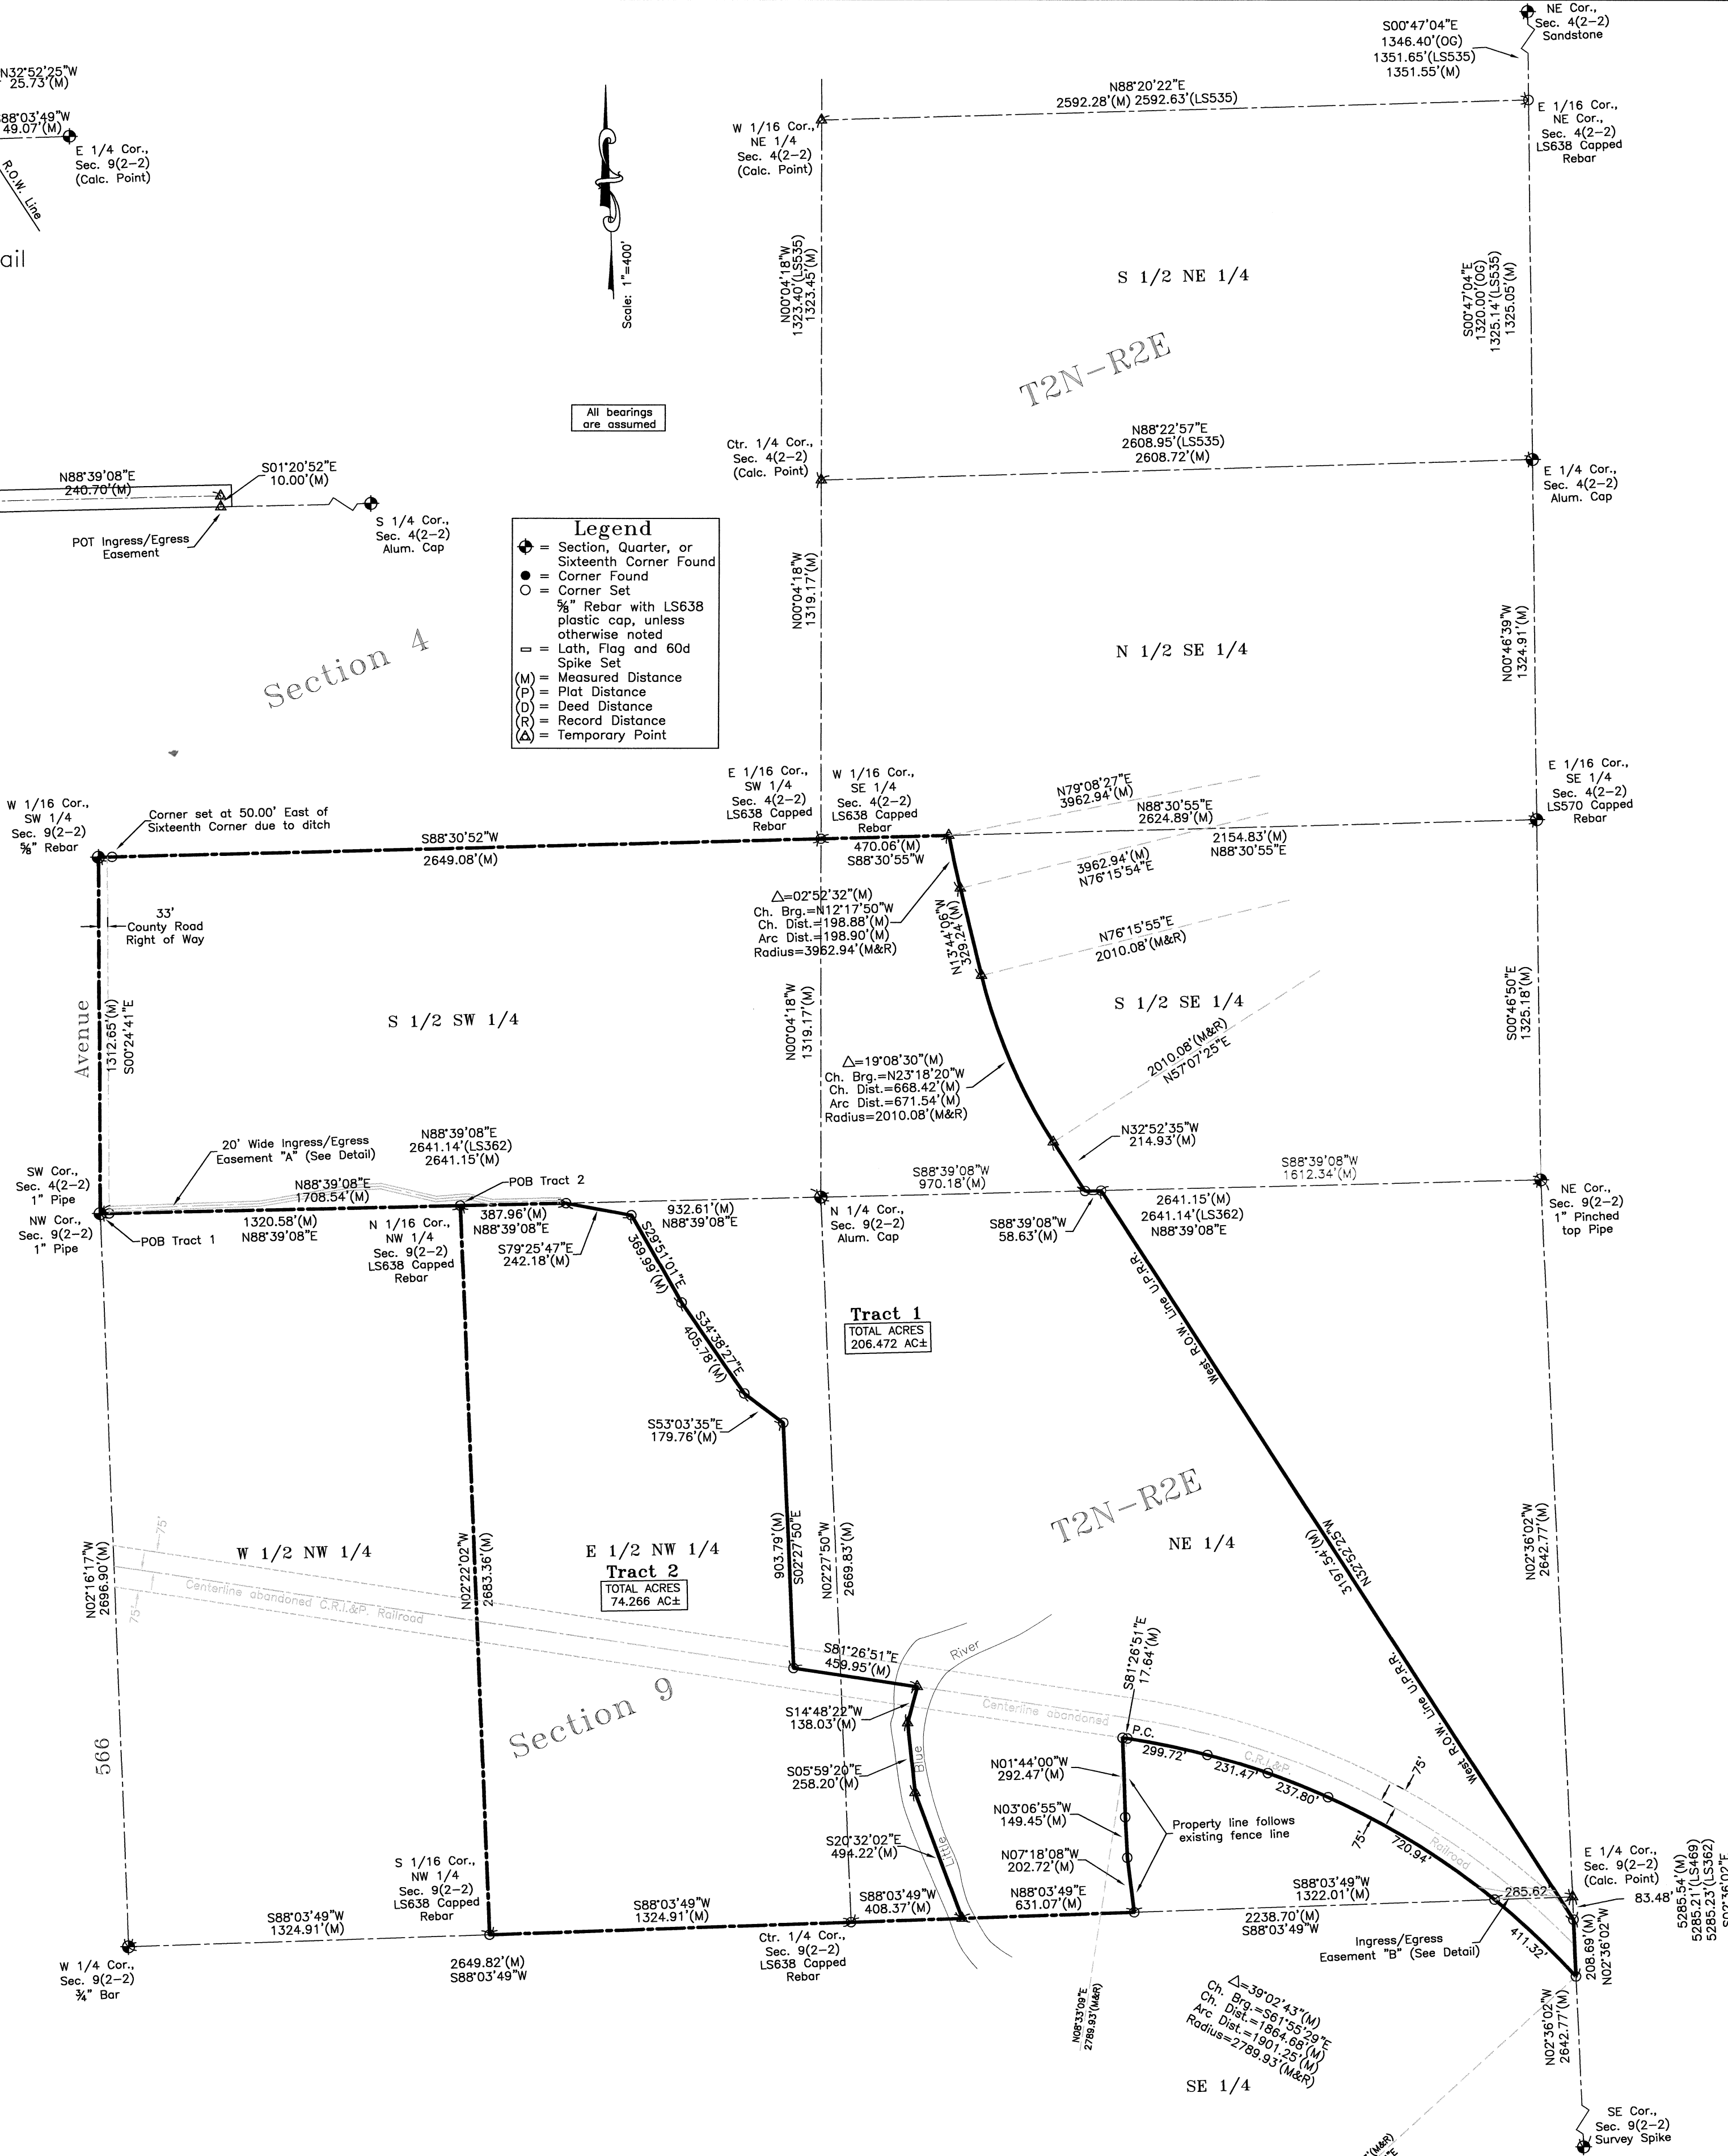 N32°52'25"W
25.73'(M)
S88°03'49"W
49.07'(M)
R.O.W. Line
E 1/4 Cor.,
Sec. 9(2-2)
(Calc. Point)
ail
Scale: 1"=400'
All bearings
are assumed
S00°47'04"E
1346.40'(OG)
1351.65'(LS535)
1351.55'(M)
NE Cor.,
Sec. 4(2-2)
Sandstone
N88°20'22"E
2592.28'(M) 2592.63'(LS535)
W 1/16 Cor.,
NE 1/4
Sec. 4(2-2)
(Calc. Point)
E 1/16 Cor.,
NE Cor.,
Sec. 4(2-2)
LS638 Capped
Rebar
N00°04'18"W
1323.40'(LS535)
1323.45'(M)
S 1/2 NE 1/4
S00°47'04"E
1320.00'(OG)
1325.14'(LS535)
1325.05'(M)
T2N-R2E
Ctr. 1/4 Cor.,
Sec. 4(2-2)
(Calc. Point)
N88°22'57"E
2608.95'(LS535)
2608.72'(M)
E 1/4 Cor.,
Sec. 4(2-2)
Alum. Cap
N88°39'08"E
240.70'(M)
S01°20'52"E
10.00'(M)
POT Ingress/Egress
Easement
S 1/4 Cor.,
Sec. 4(2-2)
Alum. Cap
Legend
= Section, Quarter, or
Sixteenth Corner Found
= Corner Found
= Corner Set
⅝" Rebar with LS638
plastic cap, unless
otherwise noted
= Lath, Flag and 60d
Spike Set
(M) = Measured Distance
(P) = Plat Distance
(D) = Deed Distance
(R) = Record Distance
(△) = Temporary Point
Section 4
N00°04'18"W
1319.17'(M)
N 1/2 SE 1/4
N00°46'39"W
1324.91'(M)
W 1/16 Cor.,
SW 1/4
Sec. 9(2-2)
⅝" Rebar
Corner set at 50.00' East of
Sixteenth Corner due to ditch
S88°30'52"W
2649.08'(M)
E 1/16 Cor.,
SW 1/4
Sec. 4(2-2)
LS638 Capped
Rebar
W 1/16 Cor.,
SE 1/4
Sec. 4(2-2)
LS638 Capped
Rebar
470.06'(M)
S88°30'55"W
N79°08'27"E
3962.94'(M)
N88°30'55"E
2624.89'(M)
2154.83'(M)
N88°30'55"E
E 1/16 Cor.,
SE 1/4
Sec. 4(2-2)
LS570 Capped
Rebar
3962.94'(M)
N76°15'54"E
△=02°52'32"(M)
Ch. Brg.=N12°17'50"W
Ch. Dist.=198.88'(M)
Arc Dist.=198.90'(M)
Radius=3962.94'(M&R)
N13°44'06"W
329.24'(M)
N76°15'55"E
2010.08'(M&R)
33'
County Road
Right of Way
Avenue
1312.65'(M)
S00°24'41"E
S 1/2 SW 1/4
N00°04'18"W
1319.17'(M)
S 1/2 SE 1/4
S00°46'50"E
1325.18'(M)
2010.08'(M&R)
N57°07'25"E
△=19°08'30"(M)
Ch. Brg=N23°18'20"W
Ch. Dist=668.42'(M)
Arc Dist.=671.54'(M)
Radius=2010.08'(M&R)
N32°52'35"W
214.93'(M)
20' Wide Ingress/Egress
Easement "A" (See Detail)
N88°39'08"E
2641.14'(LS362)
2641.15'(M)
SW Cor.,
Sec. 4(2-2)
1" Pipe
NW Cor.,
Sec. 9(2-2)
1" Pipe
N88°39'08"E
1708.54'(M)
1320.58'(M)
N88°39'08"E
POB Tract 1
POB Tract 2
N 1/16 Cor.,
NW 1/4
Sec. 9(2-2)
LS638 Capped
Rebar
387.96'(M)
N88°39'08"E
S79°25'47"E
242.18'(M)
932.61'(M)
N88°39'08"E
N 1/4 Cor.,
Sec. 9(2-2)
Alum. Cap
S88°39'08"W
970.18'(M)
S88°39'08"W
58.63'(M)
S88°39'08"W
1612.34'(M)
2641.15'(M)
2641.14'(LS362)
N88°39'08"E
NE Cor.,
Sec. 9(2-2)
1" Pinched
top Pipe
S29°51'01"E
369.99'(M)
S34°38'27"E
405.78'(M)
S53°03'35"E
179.76'(M)
Tract 1
TOTAL ACRES
206.472 AC±
West R.O.W. Line U.P.R.R.
T2N-R2E
NE 1/4
N32°52'25"W
3197.54'(M)
N02°36'02"W
2642.77'(M)
903.79'(M)
S02°27'50"E
N02°27'50"W
2669.83'(M)
N02°16'17"W
2696.90'(M)
75'
75'
W 1/2 NW 1/4
Centerline abandoned C.R.I.&P. Railroad
N02°22'02"W
2683.36'(M)
E 1/2 NW 1/4
Tract 2
TOTAL ACRES
74.266 AC±
S81°26'51"E
459.95'(M)
River
Blue
Little
S14°48'22"W
138.03'(M)
S05°59'20"E
258.20'(M)
S20°32'02"E
494.22'(M)
Section 9
566
Centerline abandoned
C.R.I.&P.
Railroad
S81°26'51"E
17.64'(M)
P.C.
299.72'
231.47'
237.80'
720.94'
75'
75'
West R.O.W. Line U.P.R.R.
N01°44'00"W
292.47'(M)
N03°06'55"W
149.45'(M)
N07°18'08"W
202.72'(M)
Property line follows
existing fence line
S 1/16 Cor.,
NW 1/4
Sec. 9(2-2)
LS638 Capped
Rebar
W 1/4 Cor.,
Sec. 9(2-2)
¾" Bar
S88°03'49"W
1324.91'(M)
2649.82'(M)
S88°03'49"W
S88°03'49"W
1324.91'(M)
Ctr. 1/4 Cor.,
Sec. 9(2-2)
LS638 Capped
Rebar
S88°03'49"W
408.37'(M)
N88°03'49"E
631.07'(M)
S88°03'49"W
1322.01'(M)
2238.70'(M)
S88°03'49"W
285.62'
E 1/4 Cor.,
Sec. 9(2-2)
(Calc. Point)
83.48'
Ingress/Egress
Easement "B" (See Detail)
411.32'
208.69'(M)
N02°36'02"W
5285.54'(M)
5285.21'(LS469)
5285.23'(LS362)
S02°36'02"E
N08°33'09"E
2789.93'(M&R)
△=39°02'43"(M)
Ch. Brg.=S61°55'29"E
Ch. Dist.=1864.68'(M)
Arc Dist.=1901.25'(M)
Radius=2789.93'(M&R)
SE 1/4
N02°36'02"W
2642.77'(M)
SE Cor.,
Sec. 9(2-2)
Survey Spike
'(M&R)